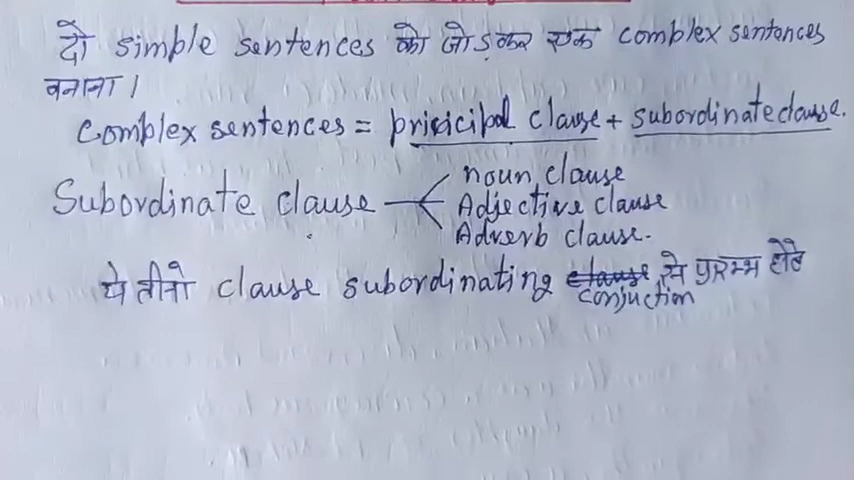 दो simple sentences को जोड़कर एक complex sentences
बनाना।
Complex sentences = pricicipal clause + subordinate clause.
Subordinate clause
noun clause
Adjective clause
Adverb clause.
ये तीनो clause subordinating clause से प्रारम्भ होते
conjuction